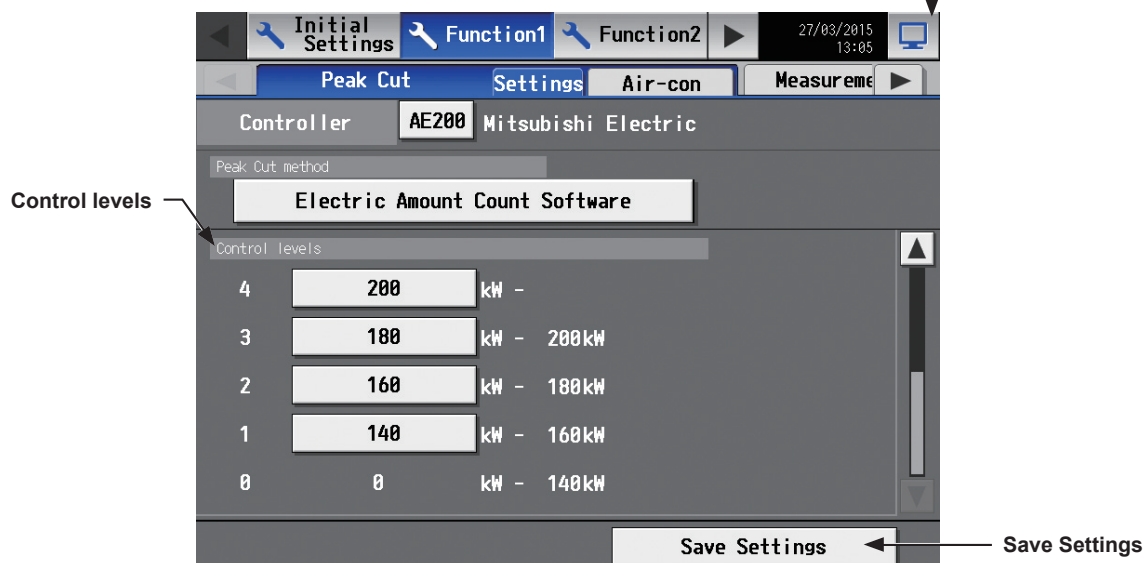 Initial Settings Function1 Function2 27/03/2015 13:05
Peak Cut Settings Air-con Measureme
Controller AE200 Mitsubishi Electric
Peak Cut method
Electric Amount Count Software
Control levels
Control levels
4 200 kW -
3 180 kW - 200kW
2 160 kW - 180kW
1 140 kW - 160kW
0 0 kW - 140kW
Save Settings
Save Settings